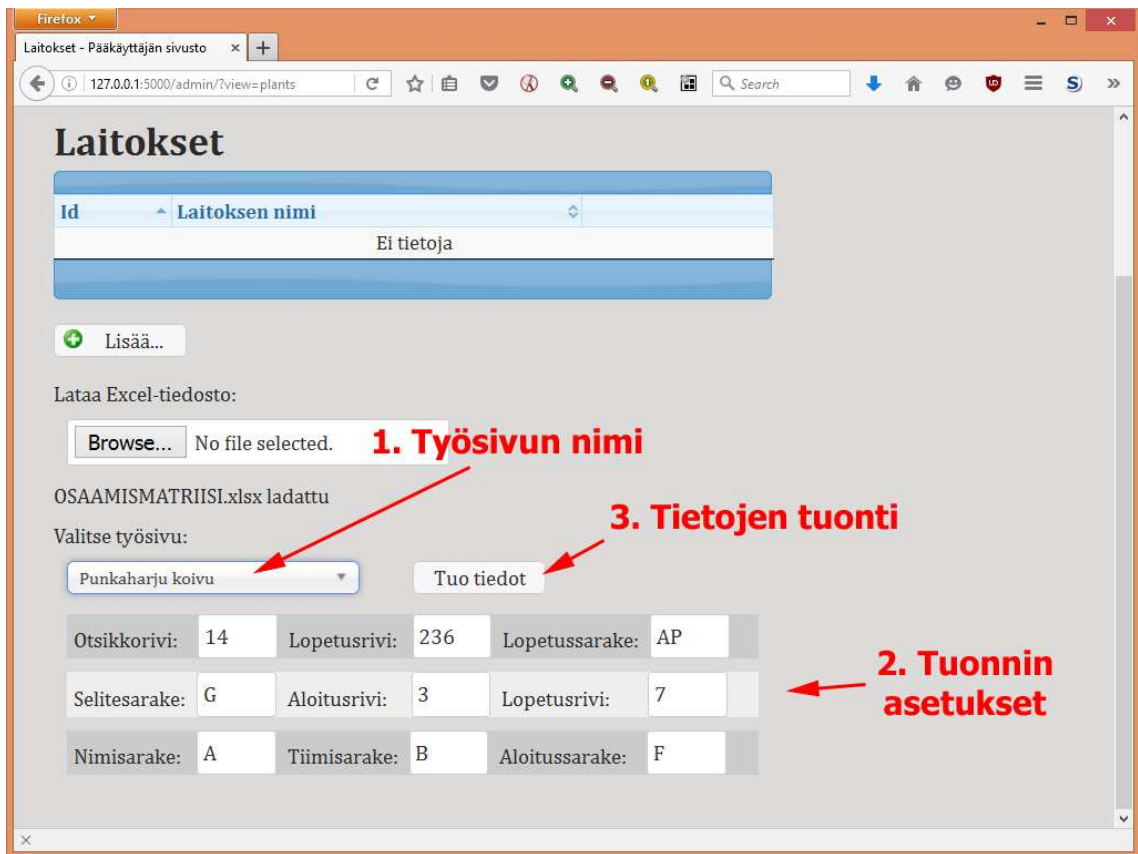 Firefox
Laitokset - Pääkäyttäjän sivusto
127.0.0.1:5000/admin/?view=plants
Search
Laitokset
Id Laitoksen nimi
Ei tietoja
Lisää...
Lataa Excel-tiedosto:
Browse... No file selected.
1. Työsivun nimi
OSAAMISMATRIISI.xlsx ladattu
3. Tietojen tuonti
Valitse työsivu:
Punkaharju koivu
Tuo tiedot
Otsikkorivi: 14 Lopetusrivi: 236 Lopetussarake: AP
2. Tuonnin
asetukset
Selitesarake: G Aloitusrivi: 3 Lopetusrivi: 7
Nimisarake: A Tiimisarake: B Aloitussarake: F